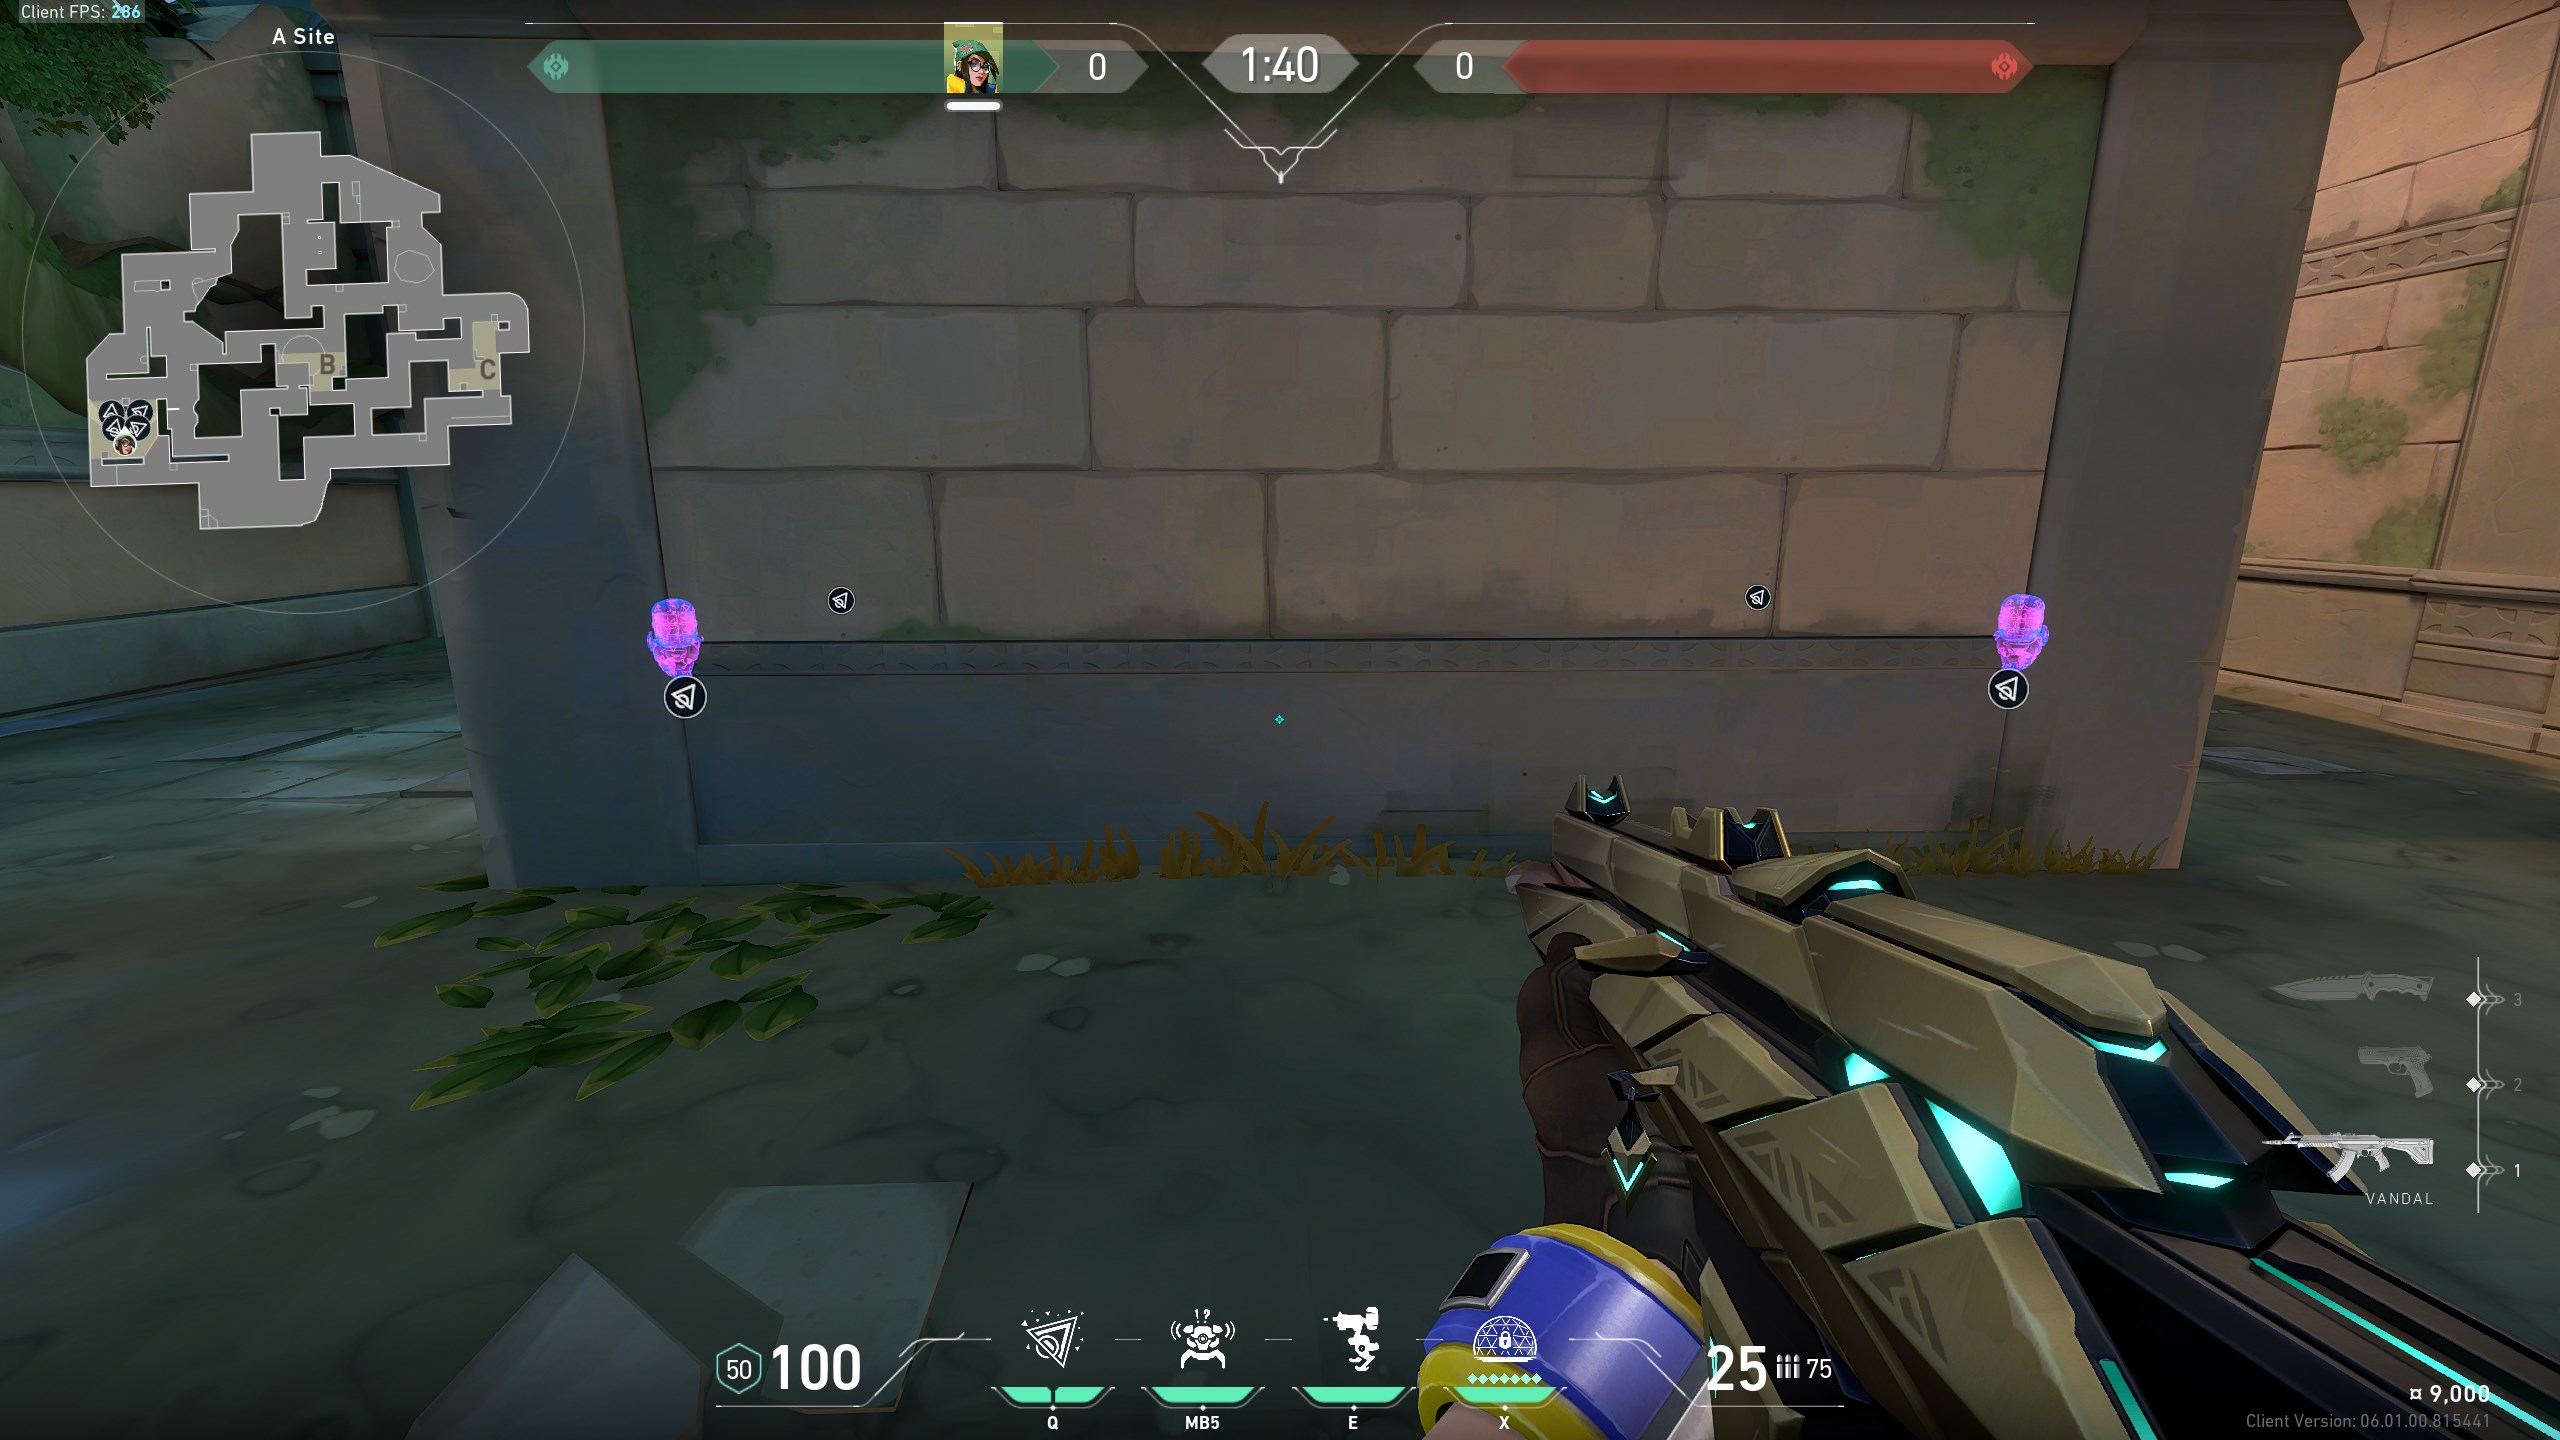 Client FPS: 286
A Site
0
1:40
0
B
C
3
2
1
VANDAL
50
100
25
75
Q
MB5
E
X
¤ 9,000
Client Version: 06.01.00.815441